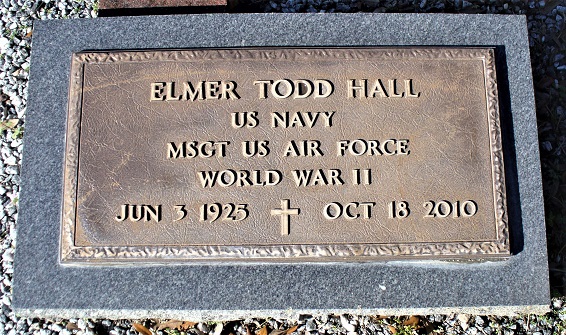 ELMER TODD HALL
US NAVY
MSGT US AIR FORCE
WORLD WAR II
JUN 3 1925 OCT 18 2010